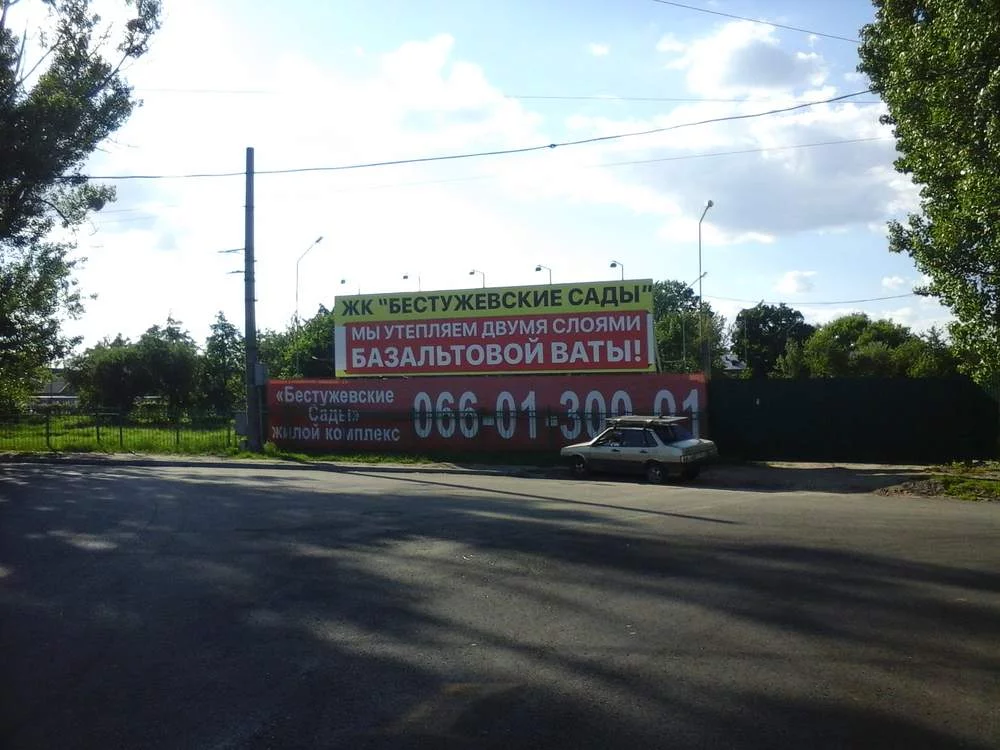 ЖК "БЕСТУЖЕВСКИЕ САДЫ"
МЫ УТЕПЛЯЕМ ДВУМЯ СЛОЯМИ
БАЗАЛЬТОВОЙ ВАТЫ!
«Бестужевские
Сады»
жилой комплекс
066-01-300-01